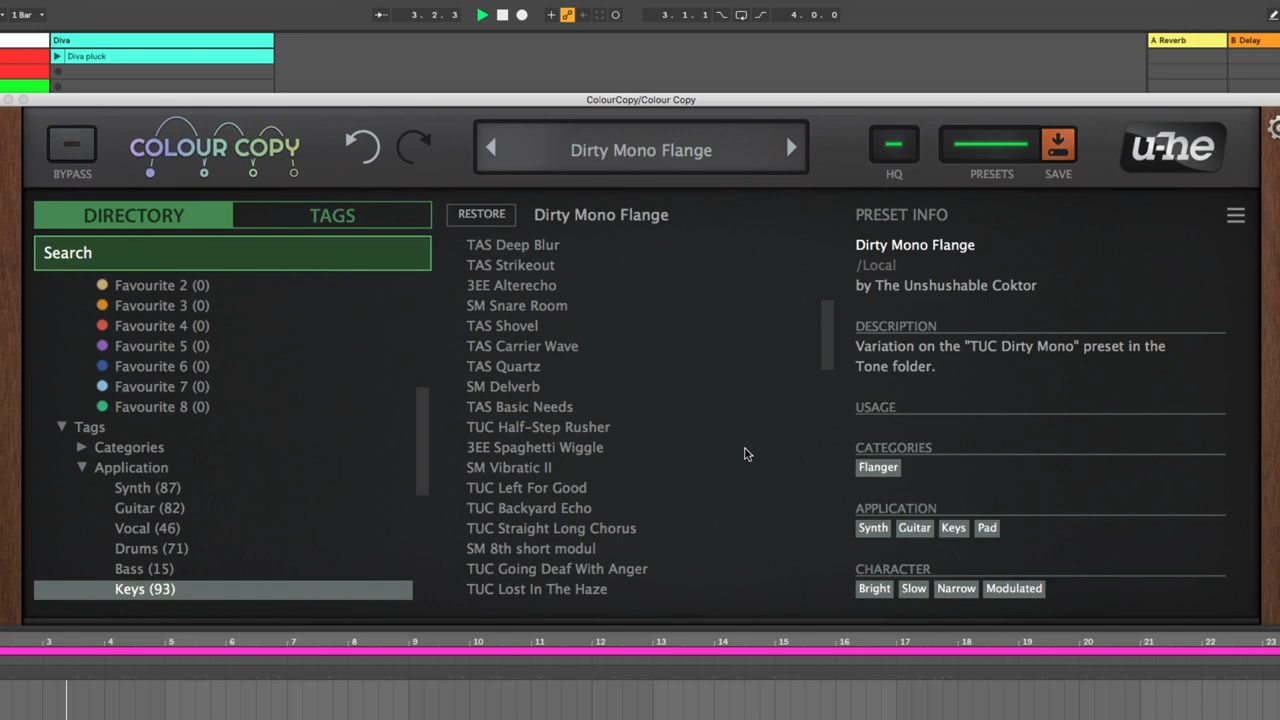 1 Bar
3. 2. 3
3. 1. 1
4. 0. 0
Diva
A Reverb
B Delay
Diva pluck
ColourCopy/Colour Copy
BYPASS
COLOUR COPY
Dirty Mono Flange
HQ
PRESETS
SAVE
u-he
DIRECTORY
TAGS
Search
Favourite 2 (0)
Favourite 3 (0)
Favourite 4 (0)
Favourite 5 (0)
Favourite 6 (0)
Favourite 7 (0)
Favourite 8 (0)
Tags
Categories
Application
Synth (87)
Guitar (82)
Vocal (46)
Drums (71)
Bass (15)
Keys (93)
RESTORE
Dirty Mono Flange
TAS Deep Blur
TAS Strikeout
3EE Alterecho
SM Snare Room
TAS Shovel
TAS Carrier Wave
TAS Quartz
SM Delverb
TAS Basic Needs
TUC Half-Step Rusher
3EE Spaghetti Wiggle
SM Vibratic II
TUC Left For Good
TUC Backyard Echo
TUC Straight Long Chorus
SM 8th short modul
TUC Going Deaf With Anger
TUC Lost In The Haze
PRESET INFO
Dirty Mono Flange
/Local
by The Unshushable Coktor
DESCRIPTION
Variation on the "TUC Dirty Mono" preset in the
Tone folder.
USAGE
CATEGORIES
Flanger
APPLICATION
Synth Guitar Keys Pad
CHARACTER
Bright Slow Narrow Modulated
3 4 5 6 7 8 9 10 11 12 13 14 15 16 17 18 19 20 21 22 23